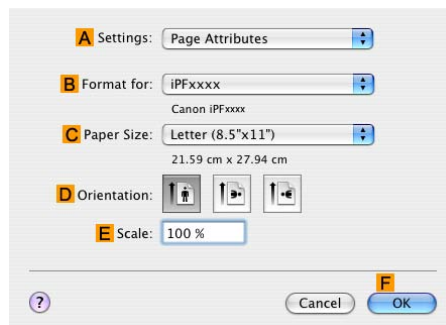 A Settings: Page Attributes
B Format for: iPFxxxx
Canon iPFxxxx
C Paper Size: Letter (8.5"x11")
21.59 cm x 27.94 cm
D Orientation:
E Scale: 100 %
F
? Cancel OK